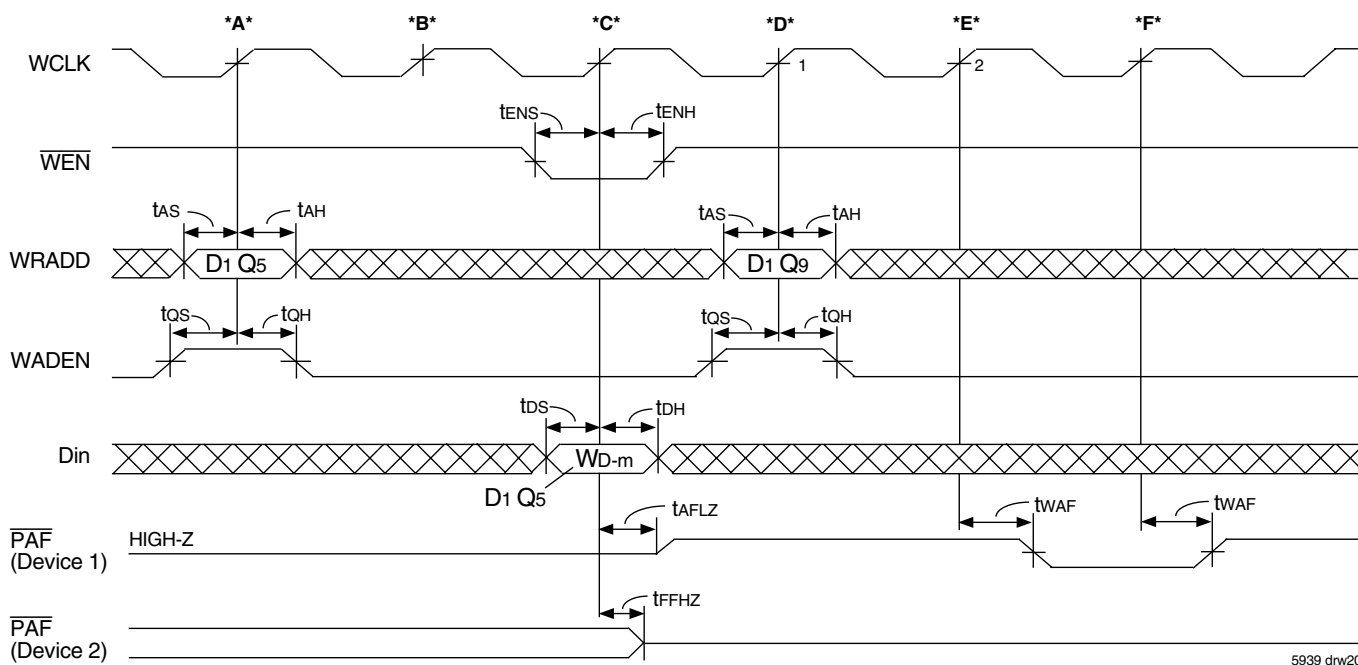 *A* *B* *C* *D* *E* *F*
WCLK 1 2
tENS tENH
WEN
tAS tAH tAS tAH
WRADD D1 Q5 D1 Q9
tQS tQH tQS tQH
WADEN
tDS tDH
Din WD-m
D1 Q5
tAFLZ tWAF tWAF
PAF HIGH-Z
(Device 1)
tFFHZ
PAF
(Device 2)
5939 drw20